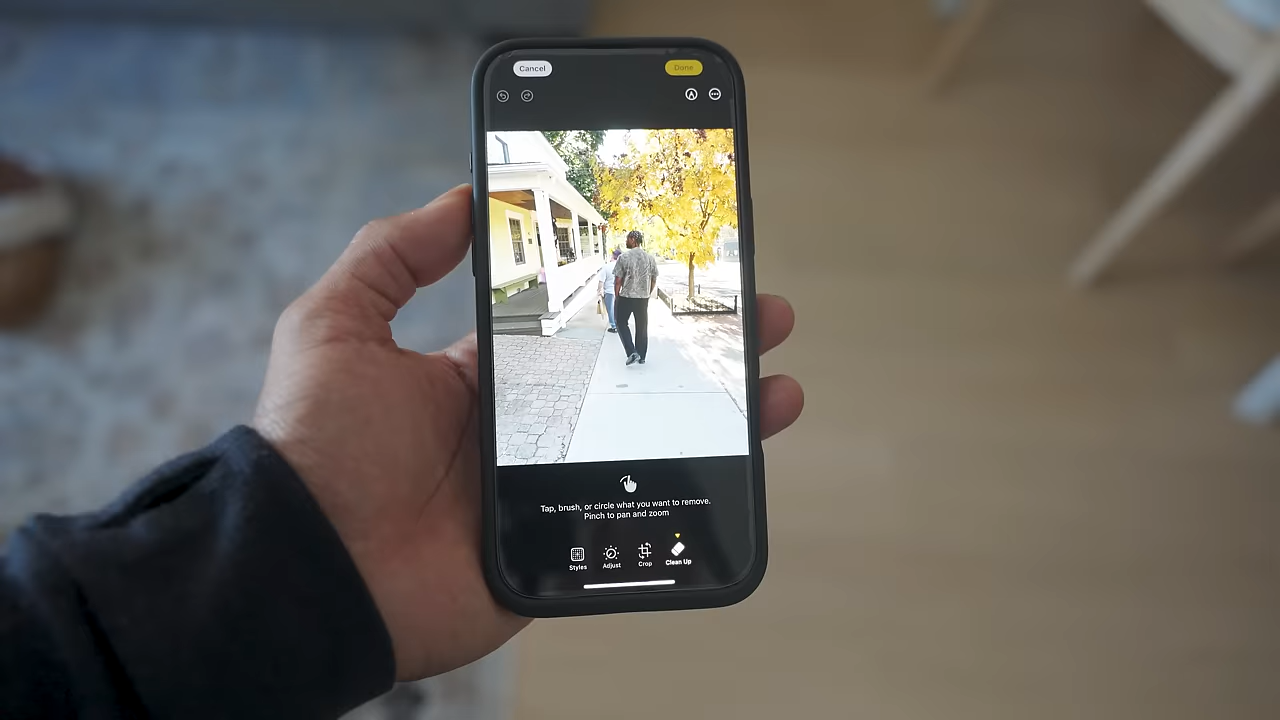 Cancel
Done
Tap, brush, or circle what you want to remove.
Pinch to pan and zoom
Styles
Adjust
Crop
Clean Up